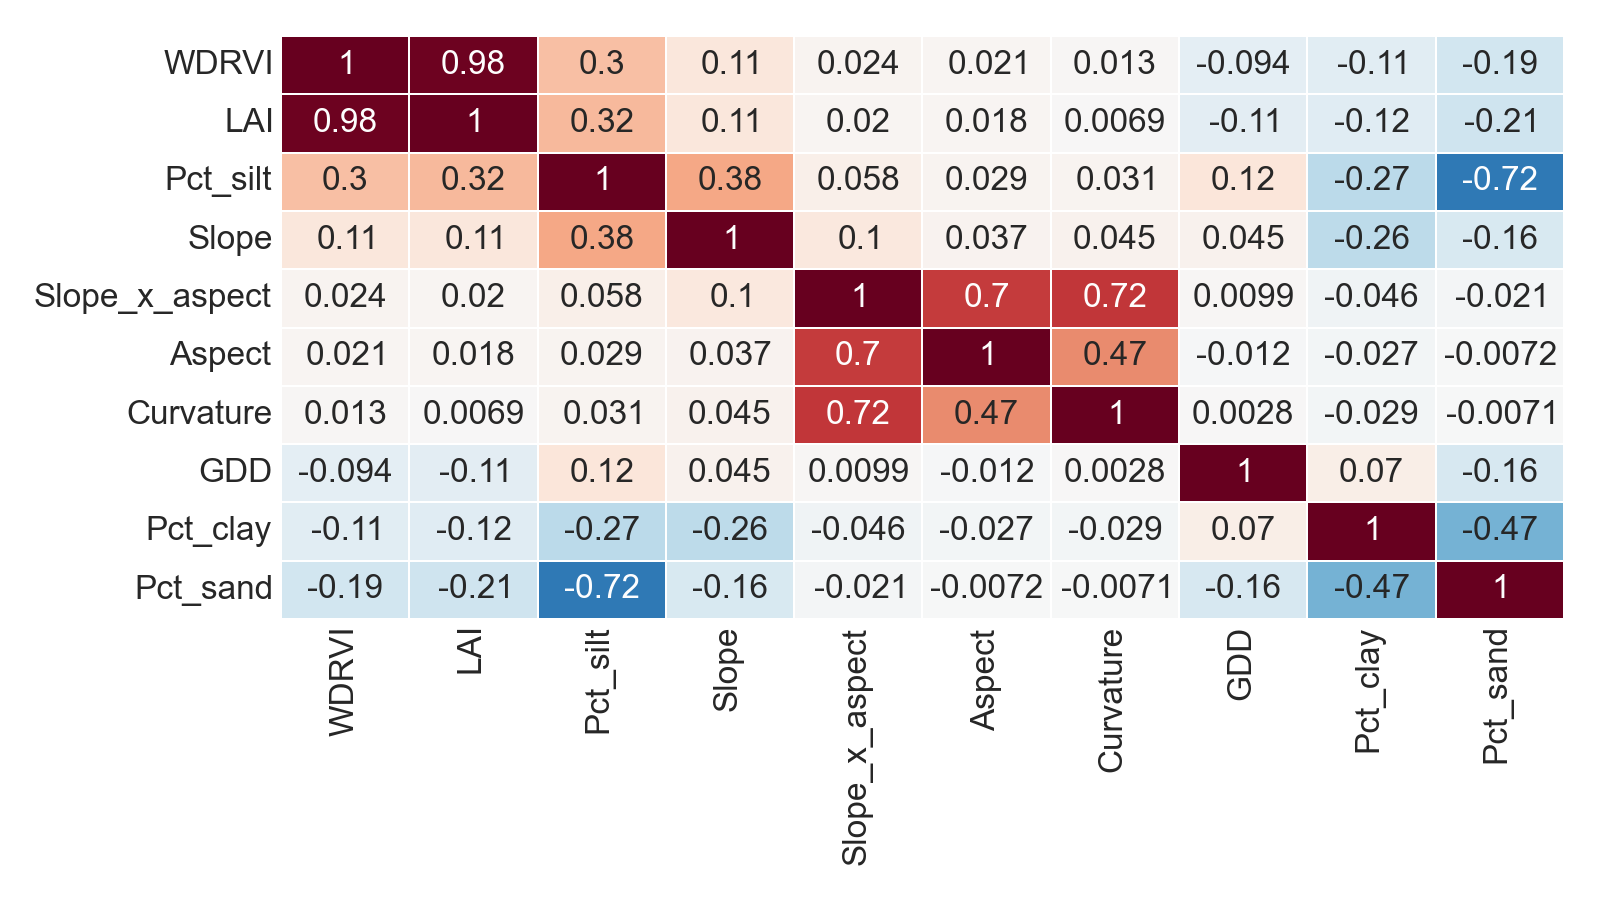 WDRVI 1 0.98 0.3 0.11 0.024 0.021 0.013 -0.094 -0.11 -0.19
LAI 0.98 1 0.32 0.11 0.02 0.018 0.0069 -0.11 -0.12 -0.21
Pct_silt 0.3 0.32 1 0.38 0.058 0.029 0.031 0.12 -0.27 -0.72
Slope 0.11 0.11 0.38 1 0.1 0.037 0.045 0.045 -0.26 -0.16
Slope_x_aspect 0.024 0.02 0.058 0.1 1 0.7 0.72 0.0099 -0.046 -0.021
Aspect 0.021 0.018 0.029 0.037 0.7 1 0.47 -0.012 -0.027 -0.0072
Curvature 0.013 0.0069 0.031 0.045 0.72 0.47 1 0.0028 -0.029 -0.0071
GDD -0.094 -0.11 0.12 0.045 0.0099 -0.012 0.0028 1 0.07 -0.16
Pct_clay -0.11 -0.12 -0.27 -0.26 -0.046 -0.027 -0.029 0.07 1 -0.47
Pct_sand -0.19 -0.21 -0.72 -0.16 -0.021 -0.0072 -0.0071 -0.16 -0.47 1
WDRVI LAI Pct_silt Slope Slope_x_aspect Aspect Curvature GDD Pct_clay Pct_sand